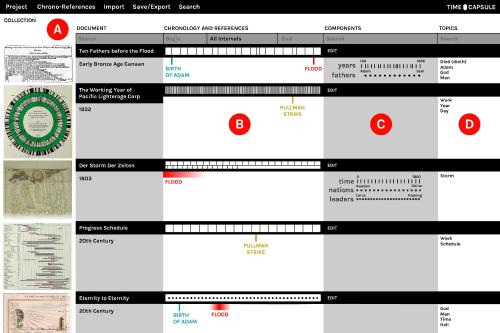 Project Chrono-References Import Save/Export Search TIME CAPSULE
COLLECTION
A
DOCUMENT CHRONOLOGY AND REFERENCES COMPONENTS TOPICS
Search Begin All Intervals End Search Search
Ten Fathers before the Flood EDIT
Early Bronze Age Canaan
BIRTH
OF ADAM
FLOOD
years
fathers
Adam
Died (dieth)
Adam
God
Man
The Working Year of
Pacific Lighterage Corp
EDIT
1932
PULLMAN
STRIKE
B
C
D
Work
Year
Day
Der Storm Der Zeiten EDIT
1803
FLOOD
time
nations
leaders
Storm
Progress Schedule EDIT
20th Century
PULLMAN
STRIKE
Week
Schedule
Eternity to Eternity EDIT
20th Century
BIRTH
OF ADAM
FLOOD
God
Man
Time
Hell